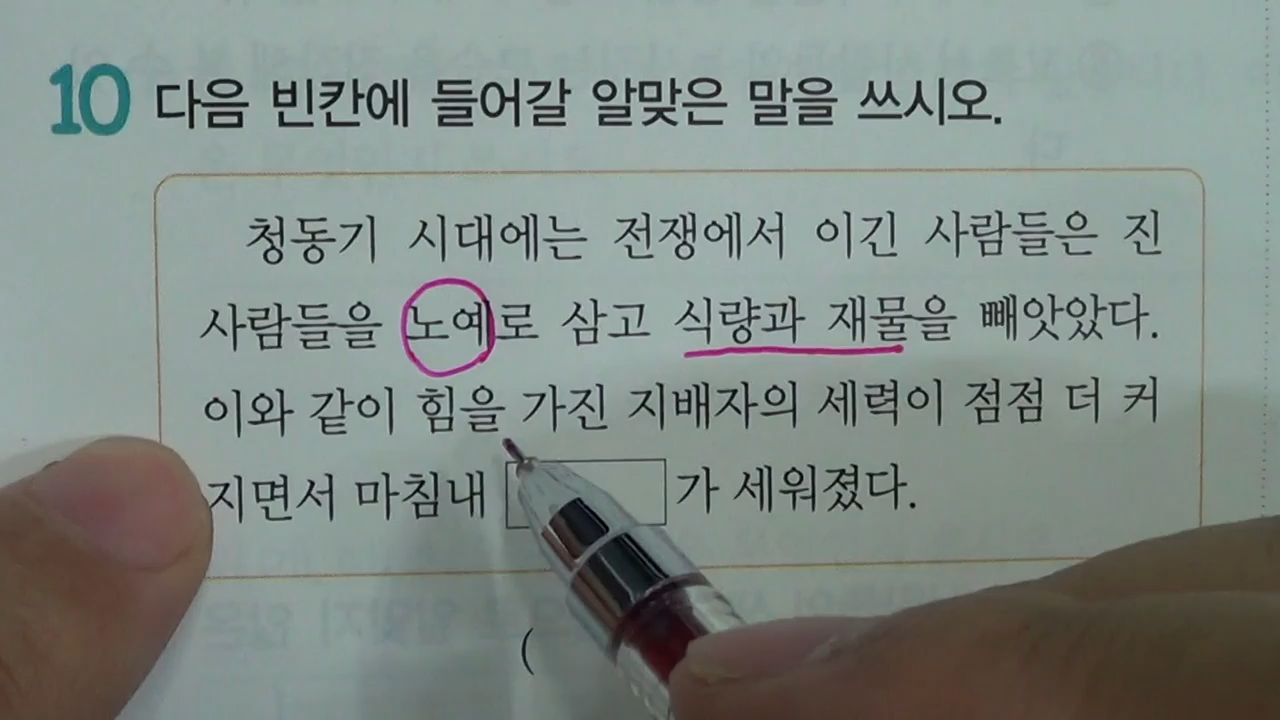 10 다음 빈칸에 들어갈 알맞은 말을 쓰시오.
청동기 시대에는 전쟁에서 이긴 사람들은 진
사람들을 노예로 삼고 식량과 재물을 빼앗았다.
이와 같이 힘을 가진 지배자의 세력이 점점 더 커
지면서 마침내 가 세워졌다.
(